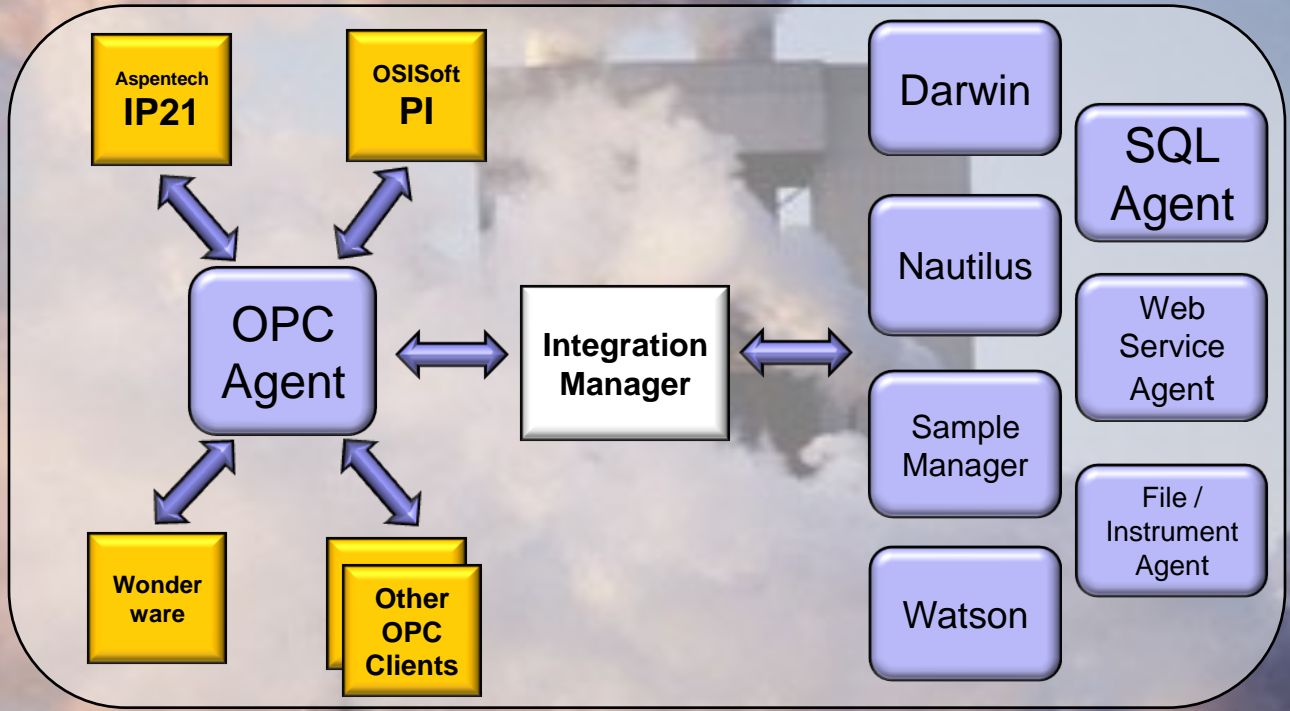 Aspentech
IP21
OSISoft
PI
OPC
Agent
Wonder
ware
Other
OPC
Clients
Integration
Manager
Darwin
Nautilus
Sample
Manager
Watson
SQL
Agent
Web
Service
Agent
File /
Instrument
Agent